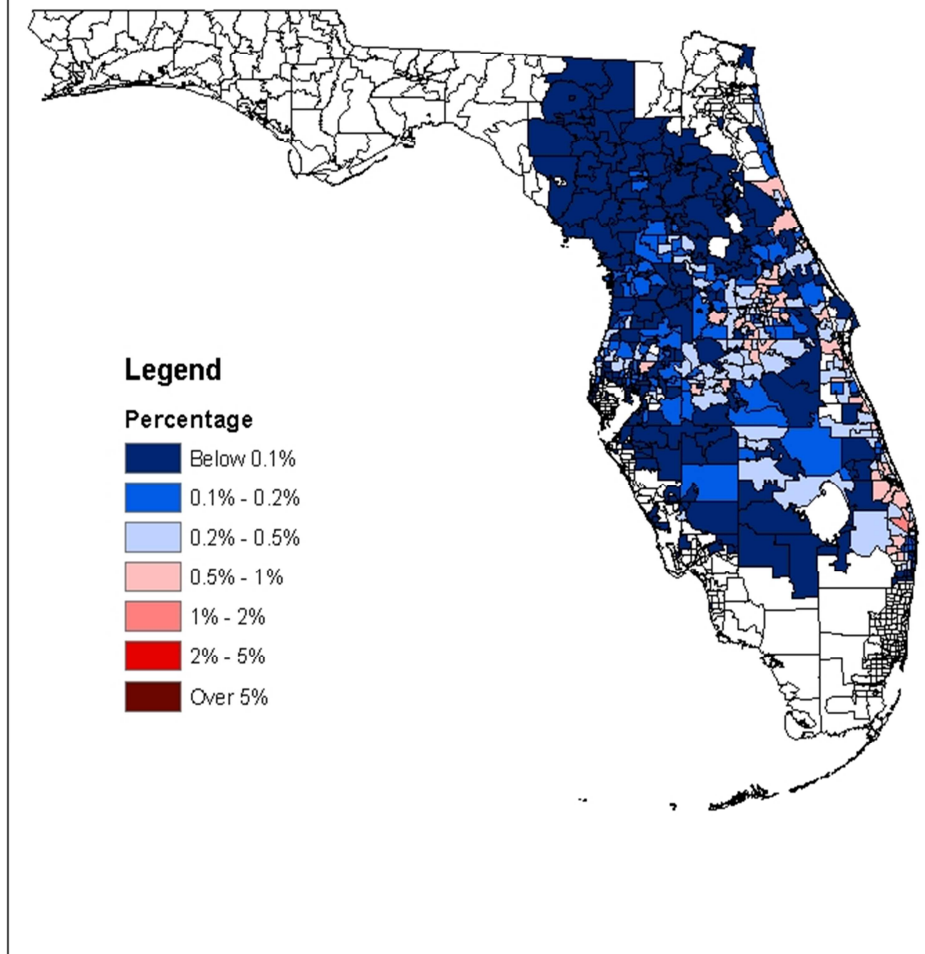 Legend
Percentage
Below 0.1%
0.1% - 0.2%
0.2% - 0.5%
0.5% - 1%
1% - 2%
2% - 5%
Over 5%